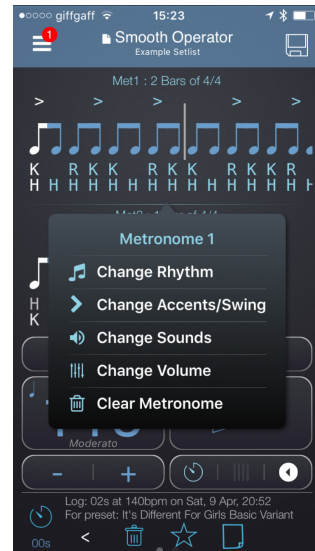 giffgaff 15:23
1
Smooth Operator
Example Setlist
Met1 : 2 Bars of 4/4
> > > > >
K R K K R K K R K K R
H H H H H H H H H H H H H
Metronome 1
Change Rhythm
Change Accents/Swing
Change Sounds
Change Volume
Clear Metronome
H
K
Moderato
- +
Log: 02s at 140bpm on Sat, 9 Apr, 20:52
For preset: It's Different For Girls Basic Variant
00s <